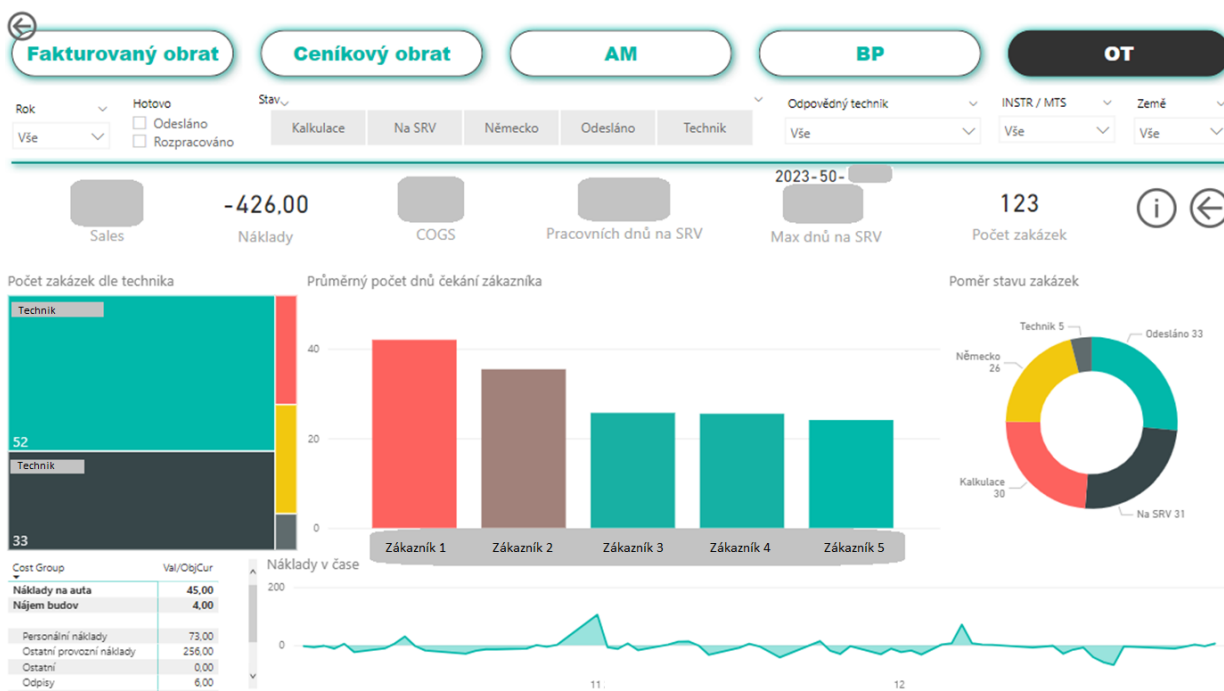 Fakturovaný obrat
Ceníkový obrat
AM
BP
OT
Rok
Vše
Hotovo
Odesláno
Rozpracováno
Stav
Kalkulace
Na SRV
Německo
Odesláno
Technik
Odpovědný technik
Vše
INSTR / MTS
Vše
Země
Vše
Sales
-426,00
Náklady
COGS
Pracovních dnů na SRV
2023-50-
Max dnů na SRV
123
Počet zakázek
Počet zakázek dle technika
Technik
52
Technik
33
Průměrný počet dnů čekání zákazníka
40
20
0
Zákazník 1
Zákazník 2
Zákazník 3
Zákazník 4
Zákazník 5
Poměr stavu zakázek
Technik 5
Odesláno 33
Německo
26
Kalkulace
30
Na SRV 31
Cost Group Val/ObjCur
Náklady na auta 45,00
Nájem budov 4,00
Personální náklady 73,00
Ostatní provozní náklady 256,00
Ostatní 0,00
Odpisy 6,00
Náklady v čase
200
0
11
12